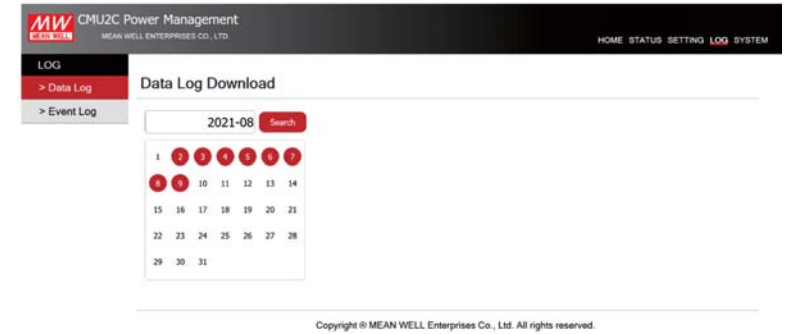 MW CMU2C Power Management
MEAN WELL MEAN WELL ENTERPRISES CO., LTD.
HOME STATUS SETTING LOG SYSTEM
LOG
> Data Log
> Event Log
Data Log Download
2021-08 Search
1 2 3 4 5 6 7
8 9 10 11 12 13 14
15 16 17 18 19 20 21
22 23 24 25 26 27 28
29 30 31
Copyright ® MEAN WELL Enterprises Co., Ltd. All rights reserved.